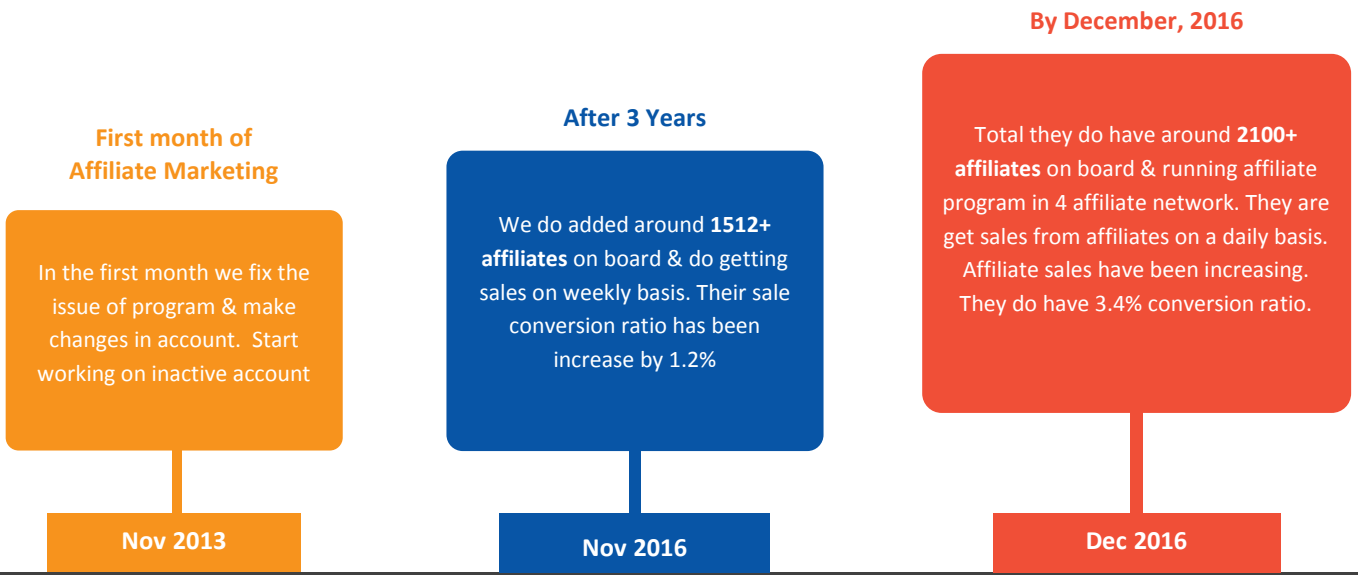 First month of
Affiliate Marketing
In the first month we fix the
issue of program & make
changes in account.  Start
working on inactive account
Nov 2013
After 3 Years
We do added around 1512+
affiliates on board & do getting
sales on weekly basis. Their sale
conversion ratio has been
increase by 1.2%
Nov 2016
By December, 2016
Total they do have around 2100+
affiliates on board & running affiliate
program in 4 affiliate network. They are
get sales from affiliates on a daily basis.
Affiliate sales have been increasing.
They do have 3.4% conversion ratio.
Dec 2016